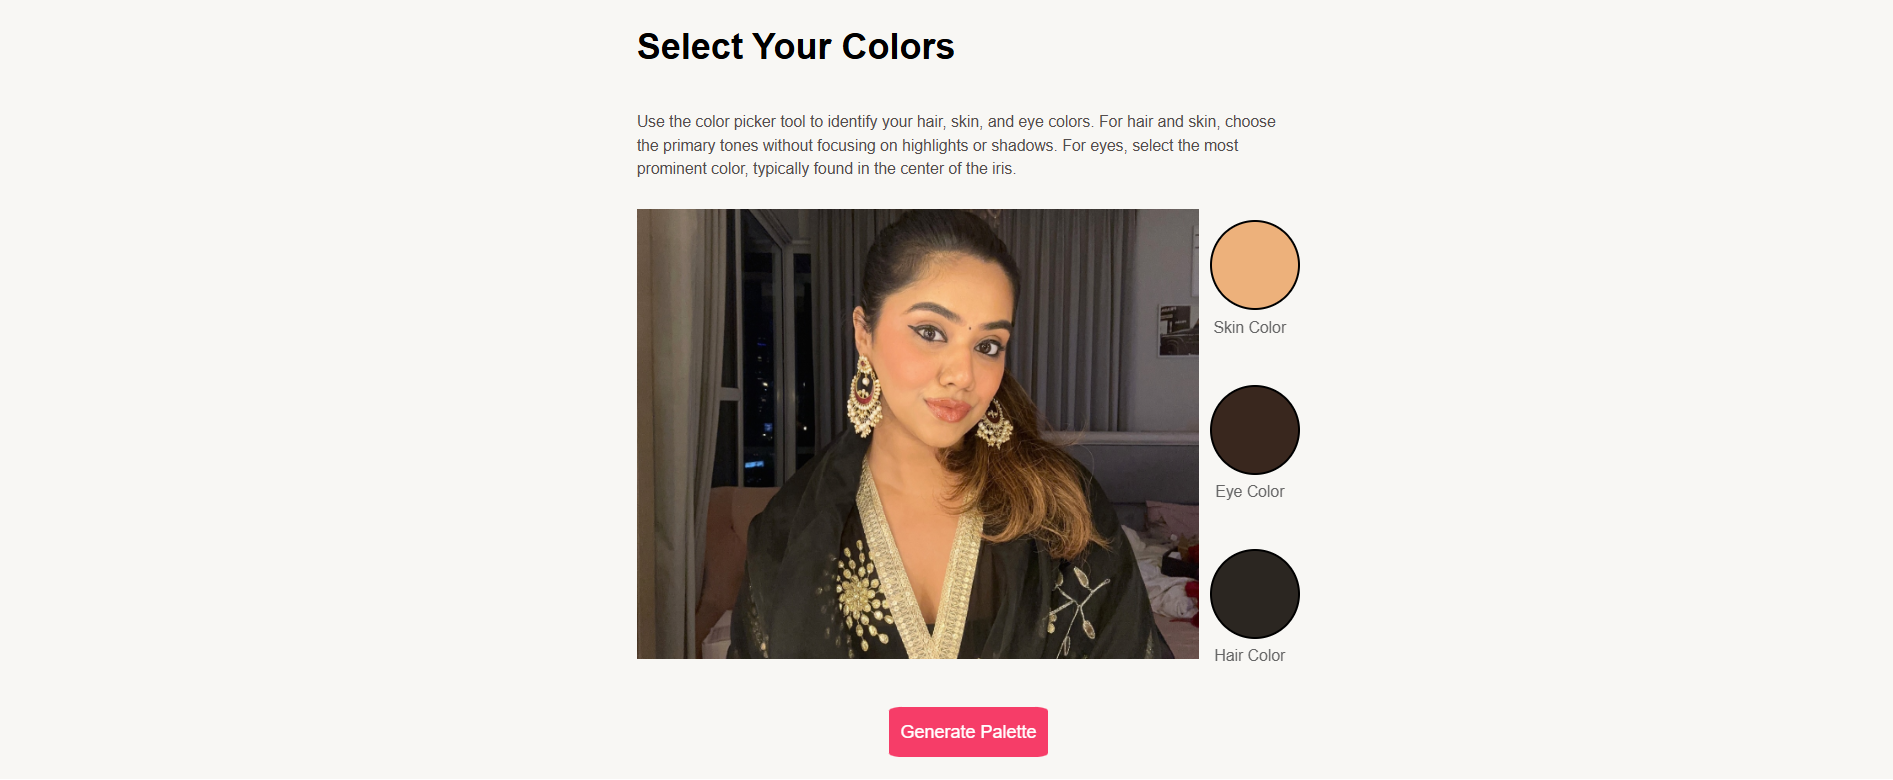 Select Your Colors
Use the color picker tool to identify your hair, skin, and eye colors. For hair and skin, choose
the primary tones without focusing on highlights or shadows. For eyes, select the most
prominent color, typically found in the center of the iris.
Skin Color
Eye Color
Hair Color
Generate Palette